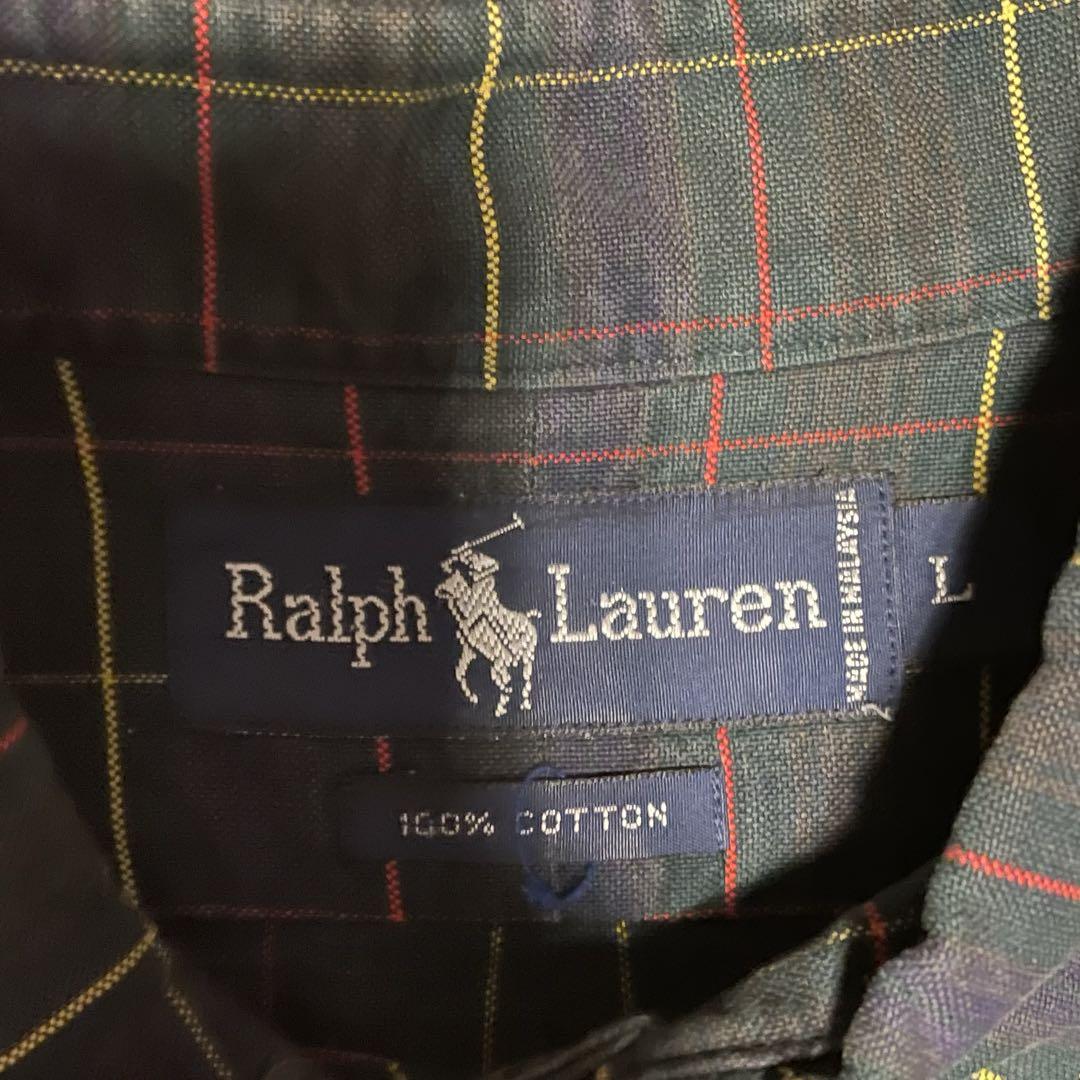 Ralph Lauren
MADE IN MALAYSIA
L
100% COTTON